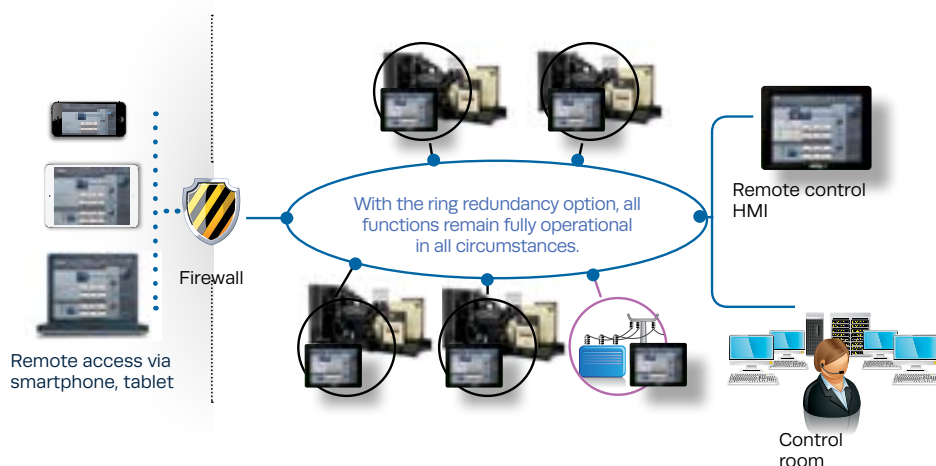 With the ring redundancy option, all
functions remain fully operational
in all circumstances.
Remote control
HMI
Firewall
Remote access via
smartphone, tablet
Control
room